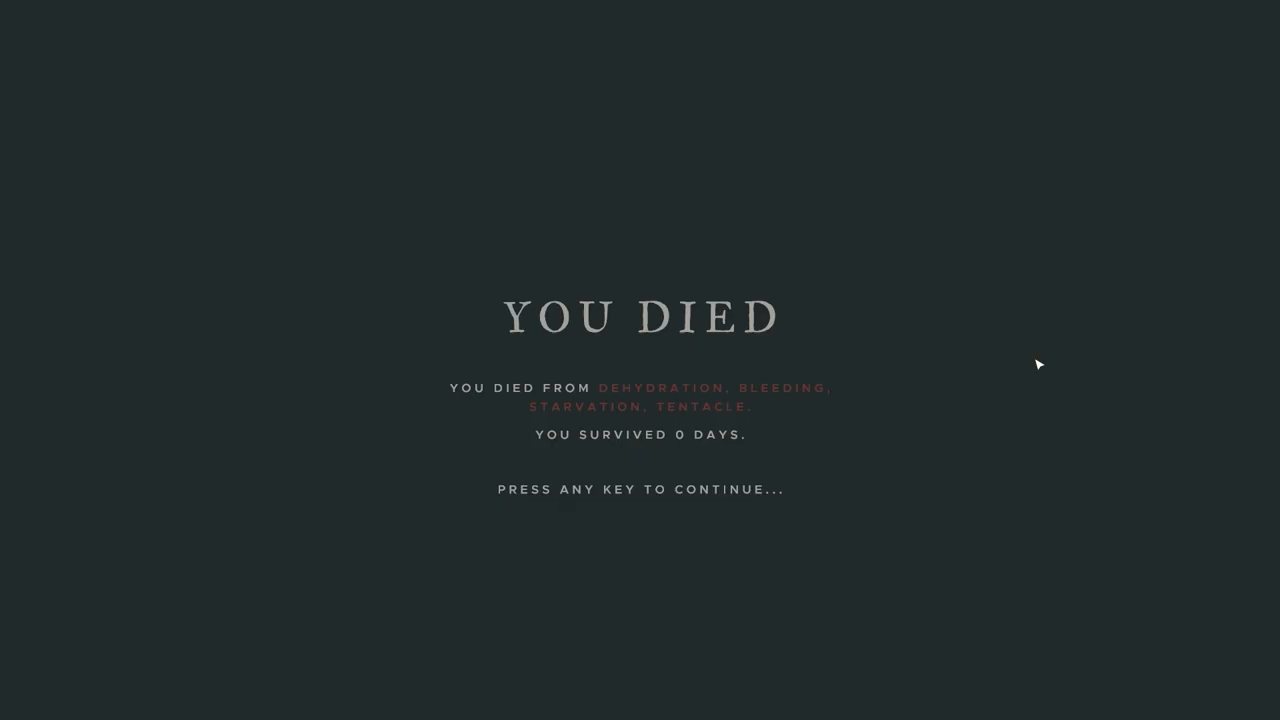 YOU DIED
YOU DIED FROM DEHYDRATION, BLEEDING,
STARVATION, TENTACLE.
YOU SURVIVED 0 DAYS.
PRESS ANY KEY TO CONTINUE...